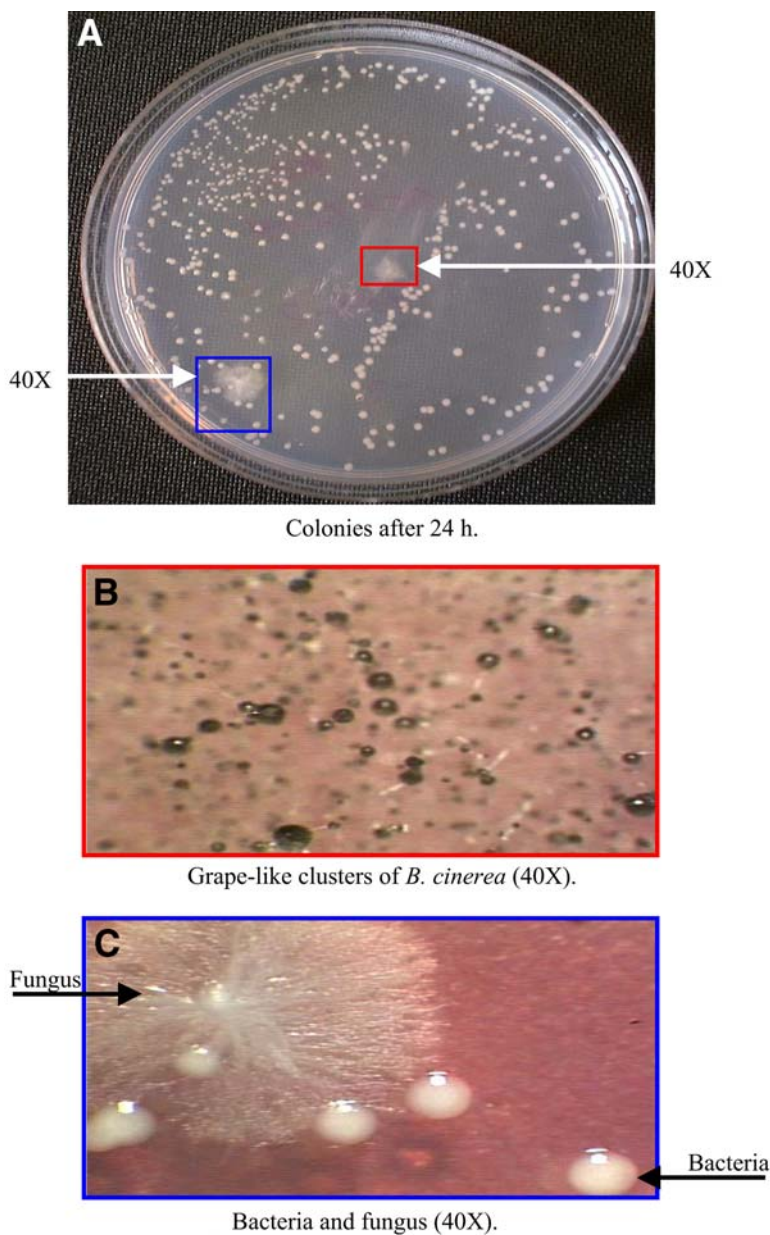 A
40X
40X
Colonies after 24 h.
B
Grape-like clusters of B. cinerea (40X).
C
Fungus
Bacteria
Bacteria and fungus (40X).